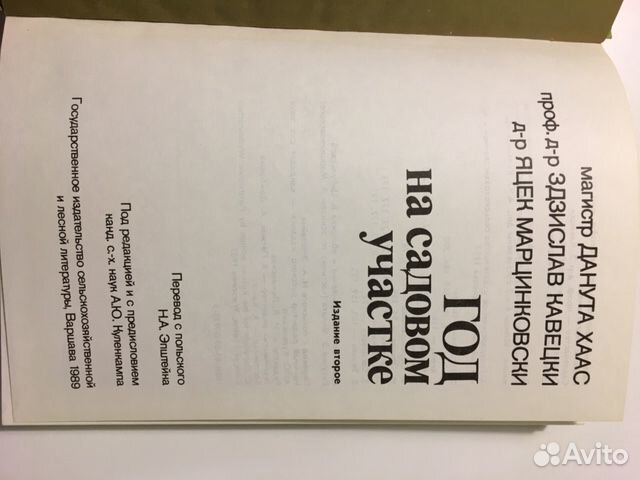 магистр ДАНУТА ХААС
проф. д-р ЗДЗИСЛАВ КАВЕЦКИ
д-р ЯЦЕК МАРЦИНКОВСКИ
ГОД
на садовом
участке
Издание второе
Перевод с польского
Н.А. Эпштейна
Под редакцией и с предисловием
канд. с.-х. наук А.Ю. Куленкампа
Государственное издательство сельскохозяйственной
и лесной литературы, Варшава 1989
Avito